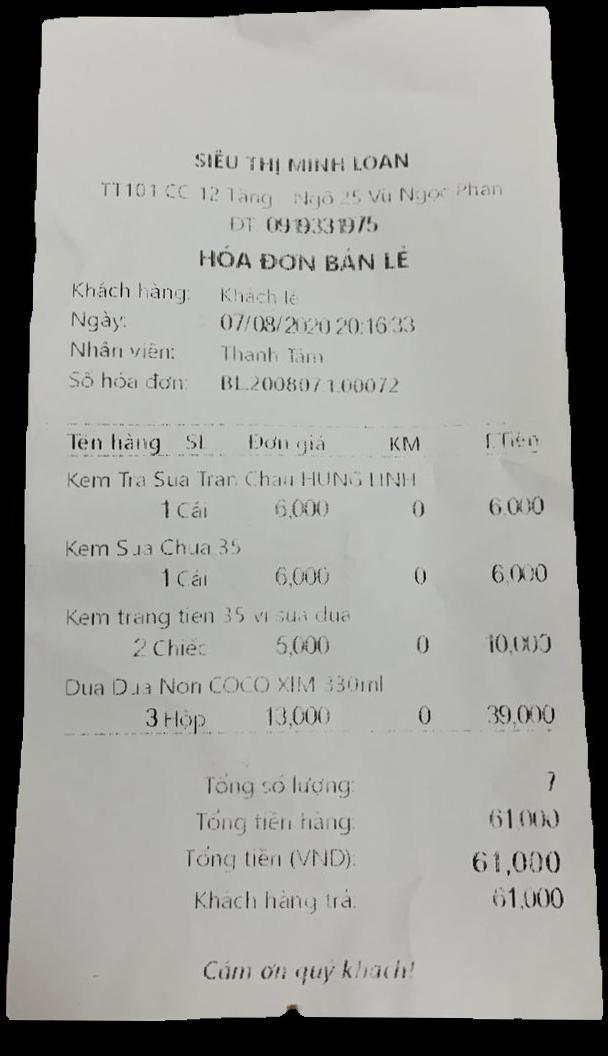 SIÊU THỊ MINH LOAN
TT101 CC 12 Tầng Ngõ 25 Vũ Ngọc Phan
ĐT: 0919331975
HÓA ĐƠN BÁN LẺ
Khách hàng: Khách lẻ
Ngày: 07/08/2020 20:16:33
Nhân viên: Thanh Tâm
Số hóa đơn: BL.2008071.00072
Tên hàng SL Đơn giá KM T.Tiền
Kem Tra Sua Tran Chau HUNG LINH
1 Cái 6,000 0 6,000
Kem Sua Chua 35
1 Cái 6,000 0 6,000
Kem trang tien 35 vi sua dua
2 Chiếc 5,000 0 10,000
Dua Dua Non COCO XIM 330ml
3 Hộp 13,000 0 39,000
Tổng số lượng: 7
Tổng tiền hàng: 61,000
Tổng tiền (VND): 61,000
Khách hàng trả: 61,000
Cám ơn quý khách!